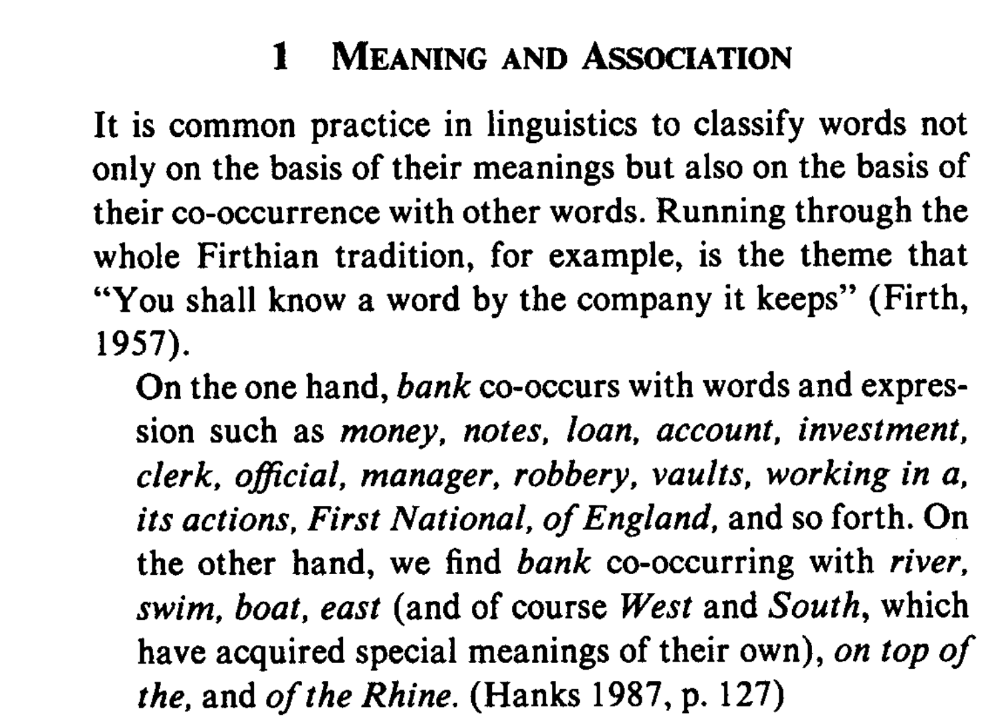 1 MEANING AND ASSOCIATION
It is common practice in linguistics to classify words not
only on the basis of their meanings but also on the basis of
their co-occurrence with other words. Running through the
whole Firthian tradition, for example, is the theme that
“You shall know a word by the company it keeps” (Firth,
1957).
On the one hand, bank co-occurs with words and expres-
sion such as money, notes, loan, account, investment,
clerk, official, manager, robbery, vaults, working in a,
its actions, First National, of England, and so forth. On
the other hand, we find bank co-occurring with river,
swim, boat, east (and of course West and South, which
have acquired special meanings of their own), on top of
the, and of the Rhine. (Hanks 1987, p. 127)